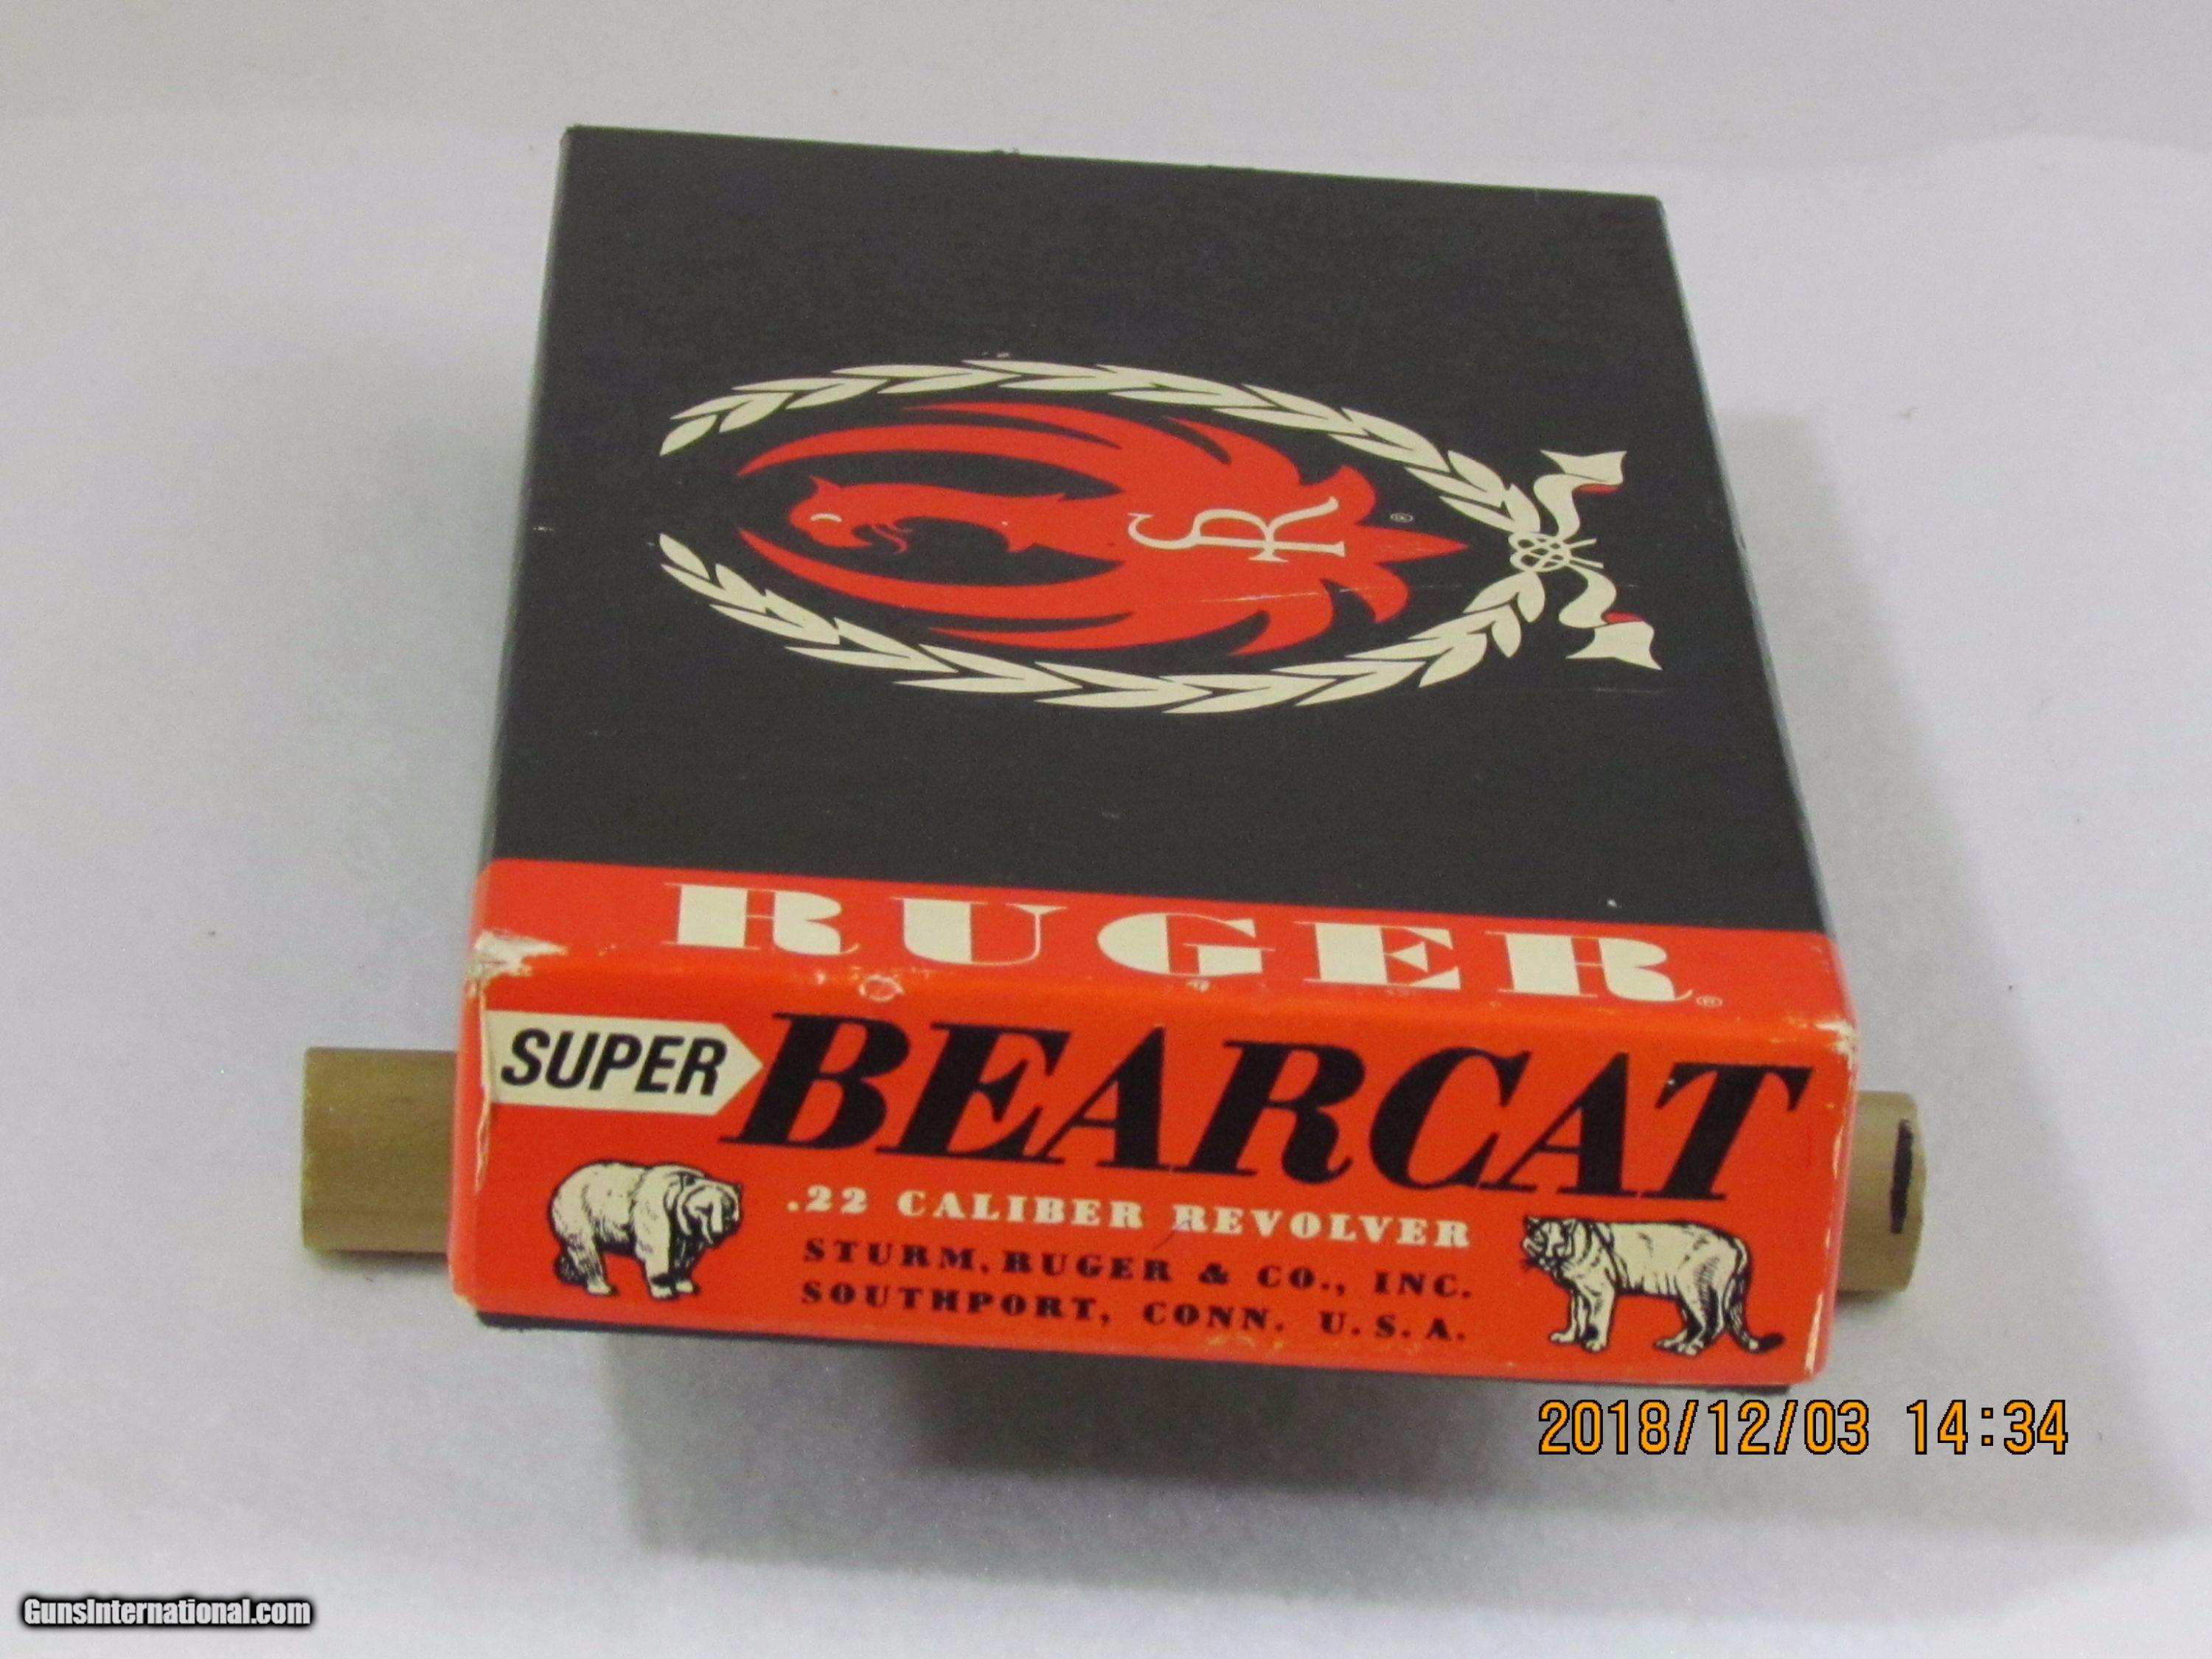 SR
®
RUGER®
SUPER BEARCAT
.22 CALIBER REVOLVER
STURM, RUGER & CO., INC.
SOUTHPORT, CONN. U.S.A.
2018/12/03 14:34
GunsInternational.com